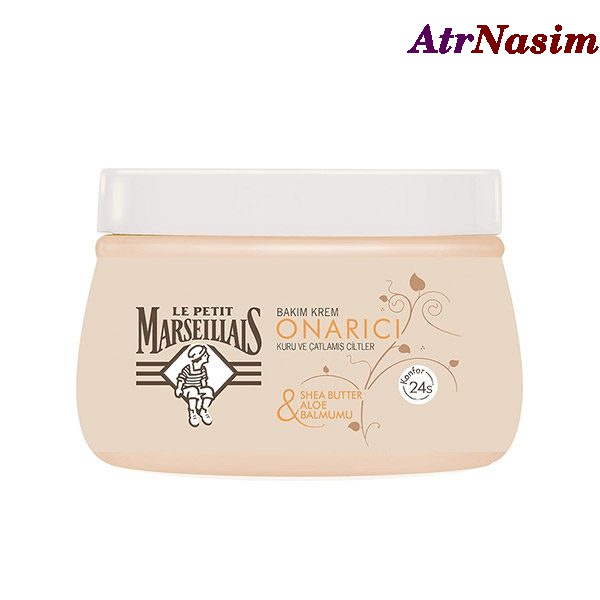 AtrNasim
LE PETIT
MARSEILLAIS
BAKIM KREM
ONARICI
KURU VE ÇATLAMIŞ CİLTLER
& SHEA BUTTER
ALOE
BALMUMU
Konfor
24s